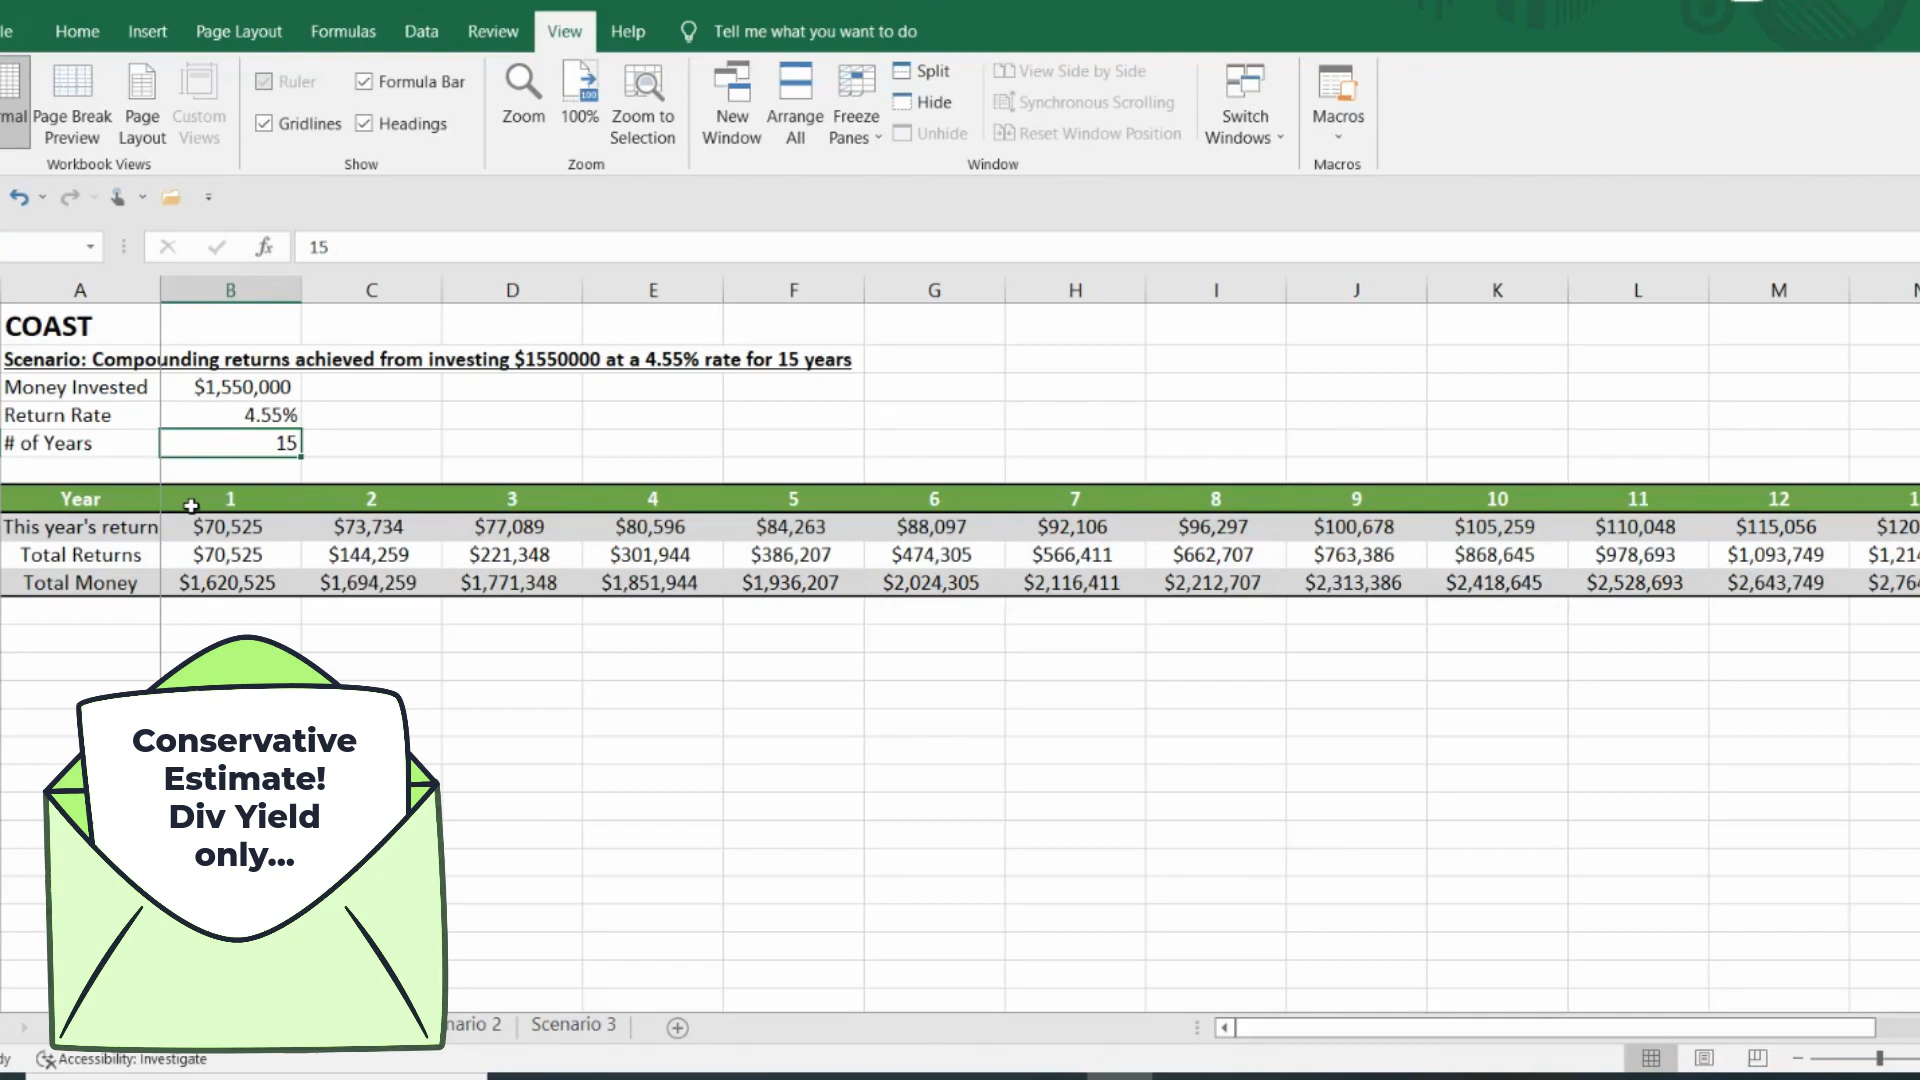 le Home Insert Page Layout Formulas Data Review View Help Tell me what you want to do
Ruler Formula Bar
Gridlines Headings
mal Page Break Preview Page Layout Custom Views
Workbook Views
Show
Zoom 100% Zoom to Selection
100
Zoom
New Window Arrange All Freeze Panes
Split
Hide
Unhide
View Side by Side
Synchronous Scrolling
Reset Window Position
Window
Switch Windows
Macros
Macros
fx 15
A B C D E F G H I J K L M
COAST
Scenario: Compounding returns achieved from investing $1550000 at a 4.55% rate for 15 years
Money Invested $1,550,000
Return Rate 4.55%
# of Years 15
Year 1 2 3 4 5 6 7 8 9 10 11 12 1
This year's return $70,525 $73,734 $77,089 $80,596 $84,263 $88,097 $92,106 $96,297 $100,678 $105,259 $110,048 $115,056 $120
Total Returns $70,525 $144,259 $221,348 $301,944 $386,207 $474,305 $566,411 $662,707 $763,386 $868,645 $978,693 $1,093,749 $1,21
Total Money $1,620,525 $1,694,259 $1,771,348 $1,851,944 $1,936,207 $2,024,305 $2,116,411 $2,212,707 $2,313,386 $2,418,645 $2,528,693 $2,643,749 $2,76
Conservative
Estimate!
Div Yield
only...
nario 2 Scenario 3
dy Accessibility: Investigate